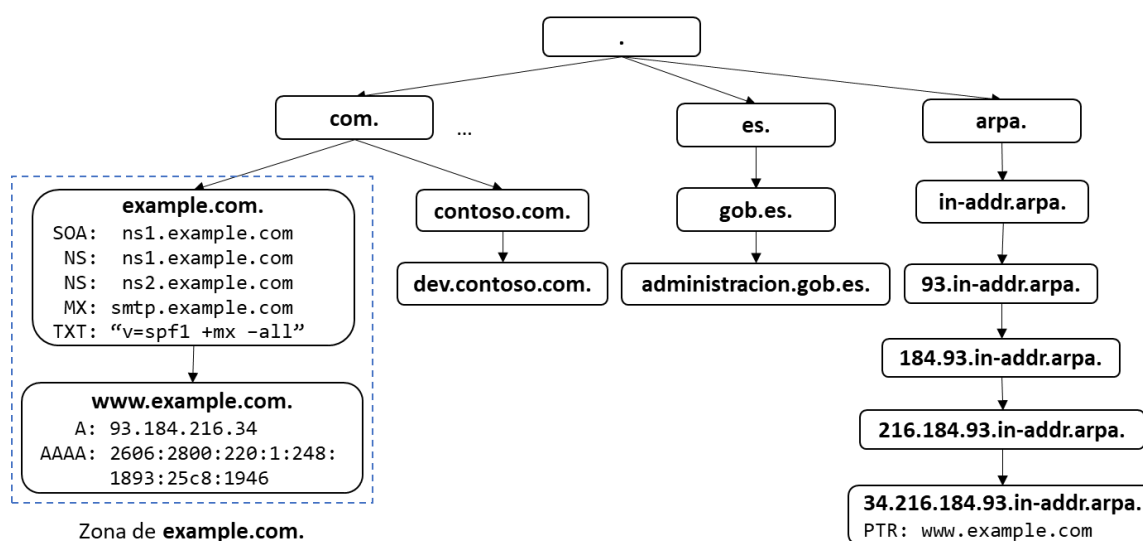 .
com.
...
es.
arpa.
example.com.
SOA: ns1.example.com
NS: ns1.example.com
NS: ns2.example.com
MX: smtp.example.com
TXT: “v=spf1 +mx –all”
www.example.com.
A: 93.184.216.34
AAAA: 2606:2800:220:1:248:
1893:25c8:1946
Zona de example.com.
contoso.com.
dev.contoso.com.
gob.es.
administracion.gob.es.
in-addr.arpa.
93.in-addr.arpa.
184.93.in-addr.arpa.
216.184.93.in-addr.arpa.
34.216.184.93.in-addr.arpa.
PTR: www.example.com